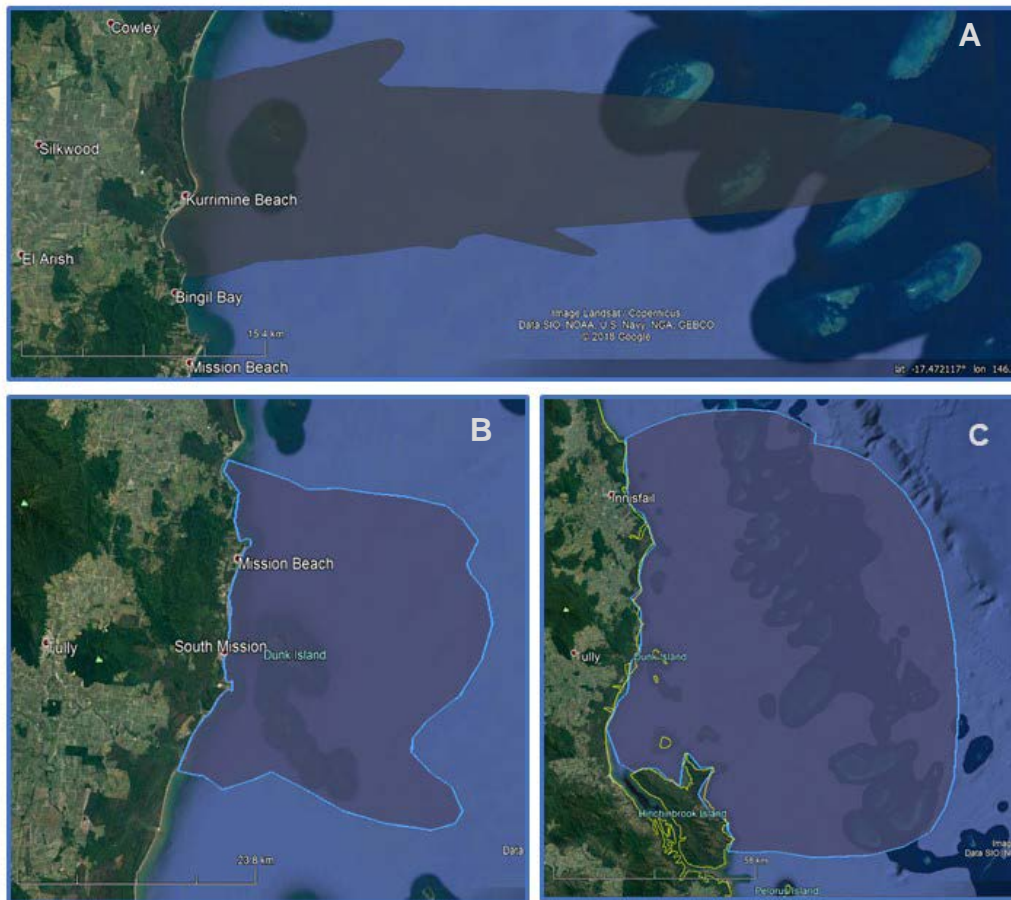 A
Cowley
Silkwood
Kurrimine Beach
El Arish
Bingil Bay
Image Landsat / Copernicus
Data SIO, NOAA, U.S. Navy, NGA, GEBCO
© 2018 Google
15.4 km
Mission Beach
lat -17.472117° lon 146.
B
Mission Beach
South Mission
Tully
Dunk Island
23.8 km
Data
C
Innisfail
Dunk Island
Tully
Hinchinbrook Island
Imag
Data SIO, N
58 km
Pelorus Island